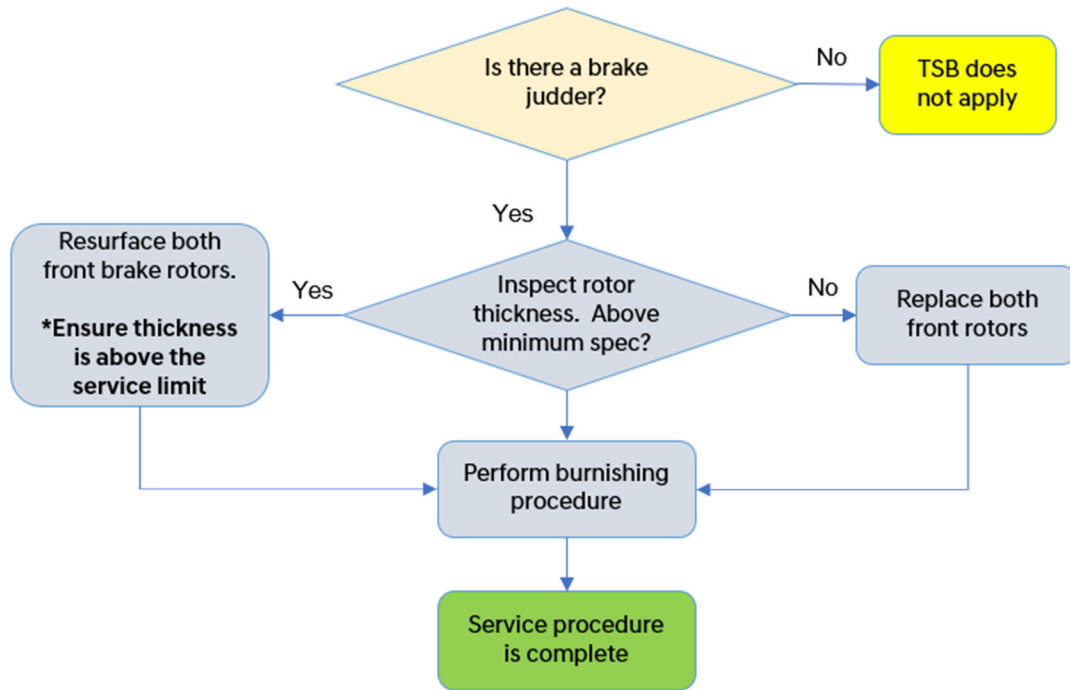 Is there a brake
judder?
No
TSB does
not apply
Yes
Resurface both
front brake rotors.
*Ensure thickness
is above the
service limit
Yes
Inspect rotor
thickness.  Above
minimum spec?
No
Replace both
front rotors
Perform burnishing
procedure
Service procedure
is complete